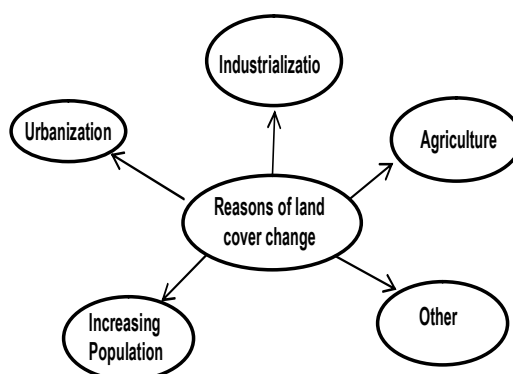 Industrializatio
Urbanization
Agriculture
Reasons of land
cover change
Increasing
Population
Other